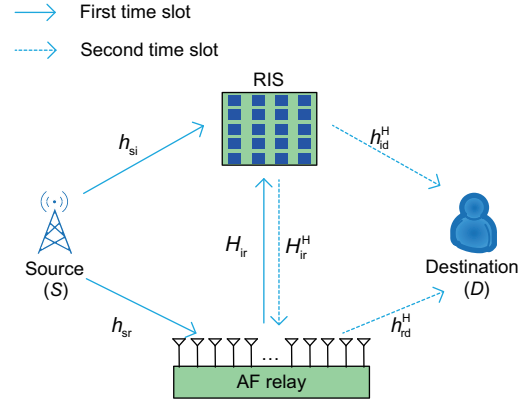 First time slot
Second time slot
RIS
h_si
h_id^H
H_ir
H_ir^H
Source
(S)
Destination
(D)
h_sr
h_rd^H
...
AF relay